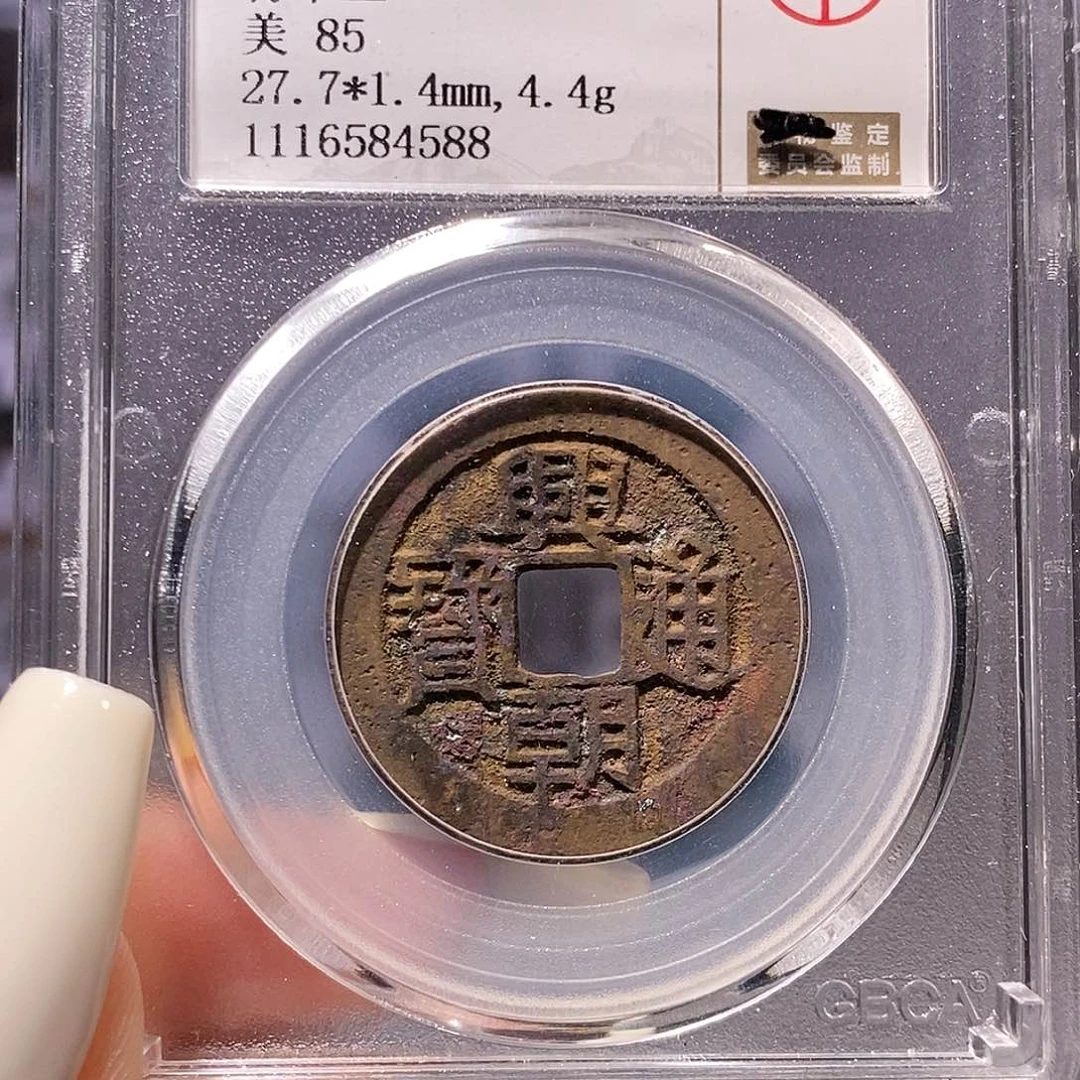 美 85
27.7*1.4mm,4.4g
1116584588
鉴定
委员会监制
興
寶 通
朝
GBCA®